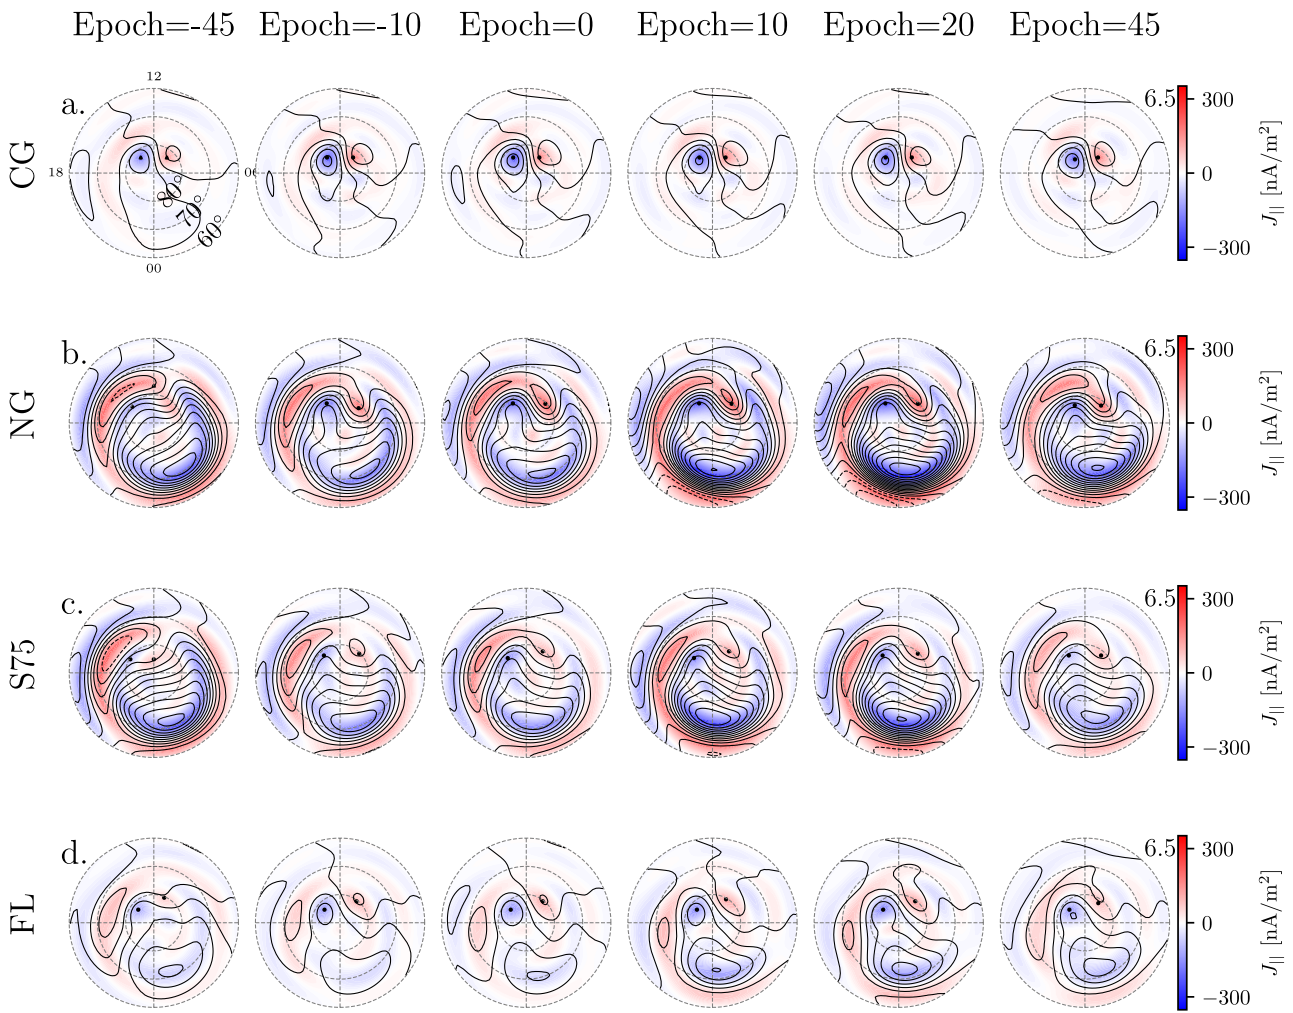 Epoch=-45 Epoch=-10 Epoch=0 Epoch=10 Epoch=20 Epoch=45
a.
CG
12
18
06
00
80°
70°
60°
6.5
300
0
−300
J|| [nA/m²]
b.
NG
6.5
300
0
−300
J|| [nA/m²]
c.
S75
6.5
300
0
−300
J|| [nA/m²]
d.
FL
6.5
300
0
−300
J|| [nA/m²]